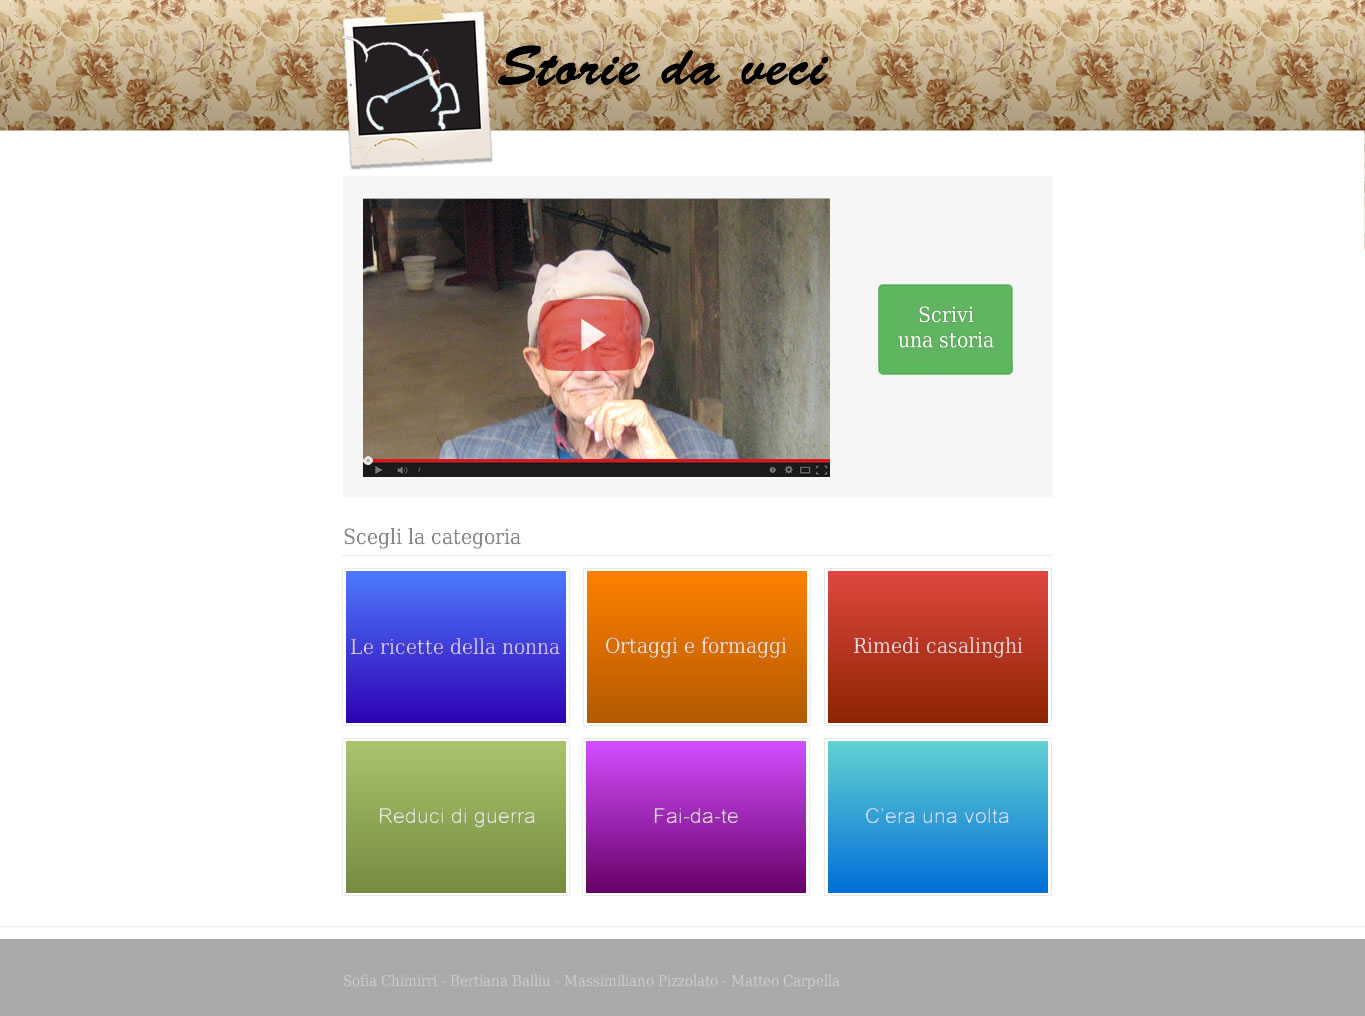 Storie da veci
Scrivi
una storia
Scegli la categoria
Le ricette della nonna
Ortaggi e formaggi
Rimedi casalinghi
Reduci di guerra
Fai-da-te
C'era una volta
Sofia Chimirri - Bertiana Balliu - Massimiliano Pizzolato - Matteo Carpella